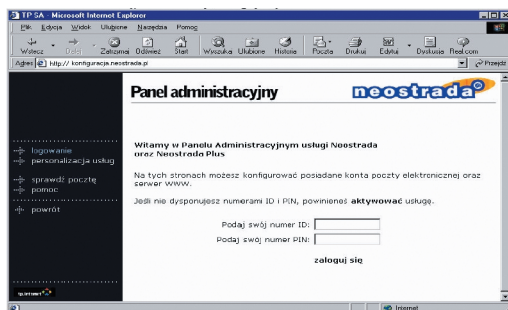 TP SA - Microsoft Internet Explorer
Plik Edycja Widok Ulubione Narzędzia Pomoc
Wstecz Dalej Zatrzymaj Odśwież Start Wyszukaj Ulubione Historia Poczta Drukuj Edytuj Dyskusja Real.com
Adres http:// konfiguracja.neostrada.pl Przejdź
Panel administracyjny
neostrada
logowanie
personalizacja usług
sprawdź pocztę
pomoc
powrót
Witamy w Panelu Administracyjnym usługi Neostrada
oraz Neostrada Plus
Na tych stronach możesz konfigurować posiadane konta poczty elektronicznej oraz
serwer WWW.
Jeśli nie dysponujesz numerami ID i PIN, powinieneś aktywować usługę.
Podaj swój numer ID:
Podaj swój numer PIN:
zaloguj się
tp.internet
Internet